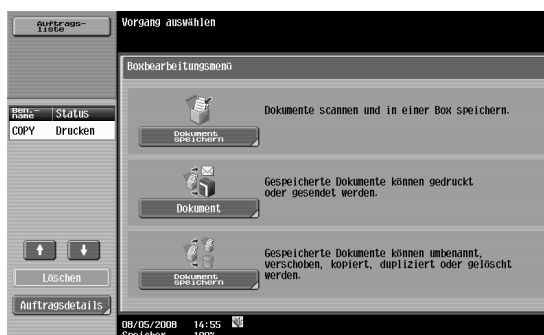 Auftrags-
liste
Vorgang auswählen
Boxbearbeitungsmenü
Ben.-
name
Status
COPY
Drucken
Dokumente scannen und in einer Box speichern.
Dokument
speichern
Gespeicherte Dokumente können gedruckt
oder gesendet werden.
Dokument
Gespeicherte Dokumente können umbenannt,
verschoben, kopiert, dupliziert oder gelöscht
werden.
Dokument
speichern
Löschen
Auftragsdetails
08/05/2008 14:55
Speicher 100%